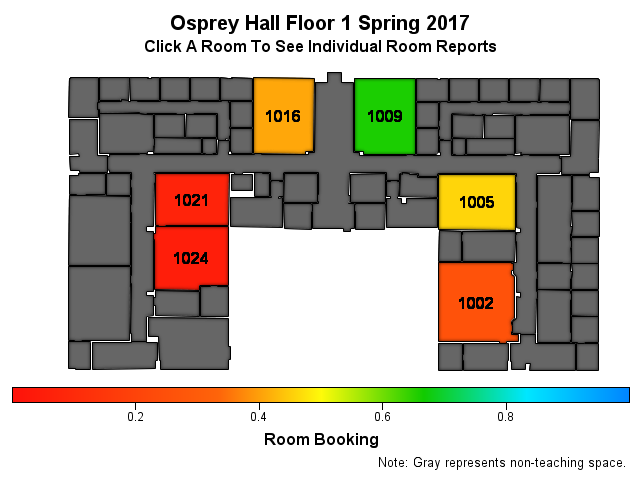 Osprey Hall Floor 1 Spring 2017
Click A Room To See Individual Room Reports
1016
1009
1021
1005
1024
1002
0.2 0.4 0.6 0.8
Room Booking
Note: Gray represents non-teaching space.